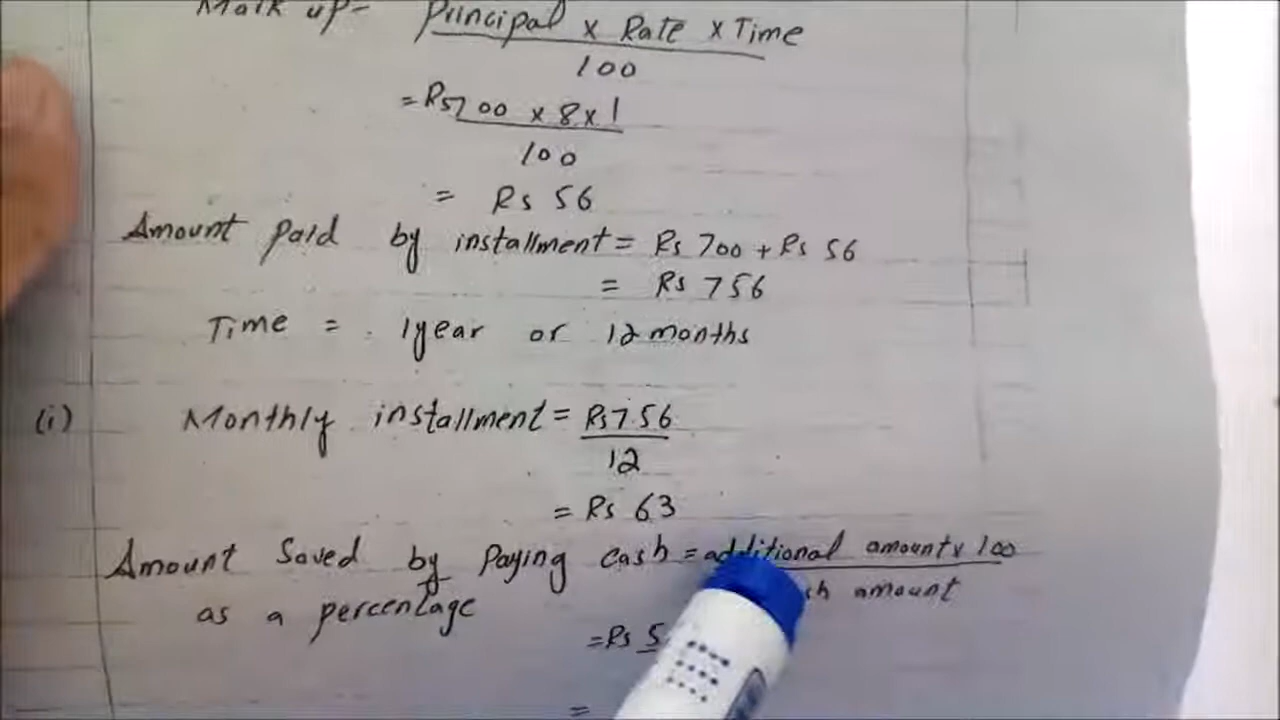 Mark up = Principal x Rate x Time
100
= Rs 700 x 8 x 1
100
= Rs 56
Amount paid by installment = Rs 700 + Rs 56
= Rs 756
Time = 1 year or 12 months
(i) Monthly installment = Rs 756
12
= Rs 63
Amount Saved by Paying cash = additional amount x 100
as a percentage amount
= Rs 5
=